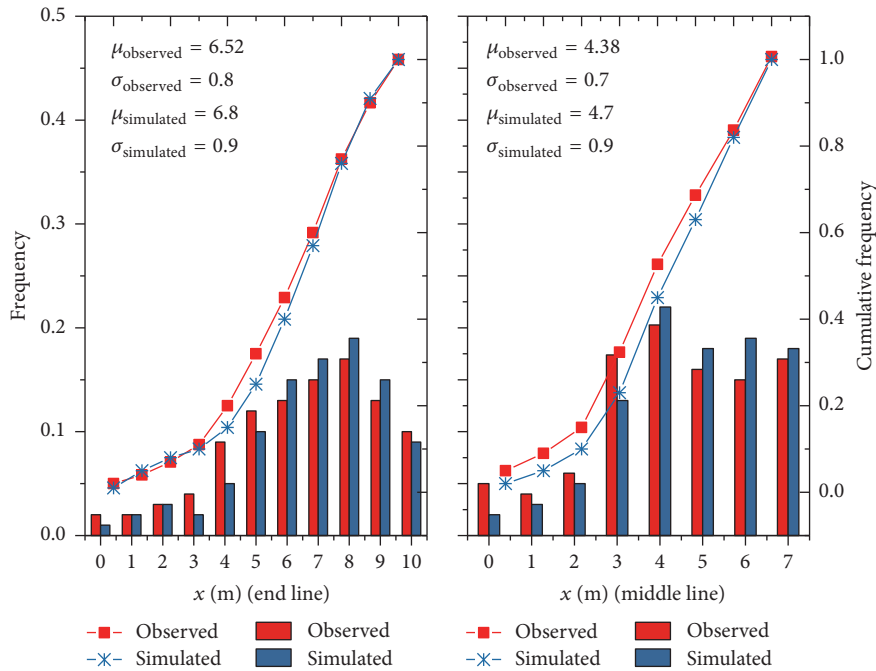 μobserved = 6.52
σobserved = 0.8
μsimulated = 6.8
σsimulated = 0.9
μobserved = 4.38
σobserved = 0.7
μsimulated = 4.7
σsimulated = 0.9
Frequency
0.5
0.4
0.3
0.2
0.1
0.0
Cumulative frequency
1.0
0.8
0.6
0.4
0.2
0.0
0 1 2 3 4 5 6 7 8 9 10
x (m) (end line)
0 1 2 3 4 5 6 7
x (m) (middle line)
Observed Observed
Simulated Simulated
Observed Observed
Simulated Simulated